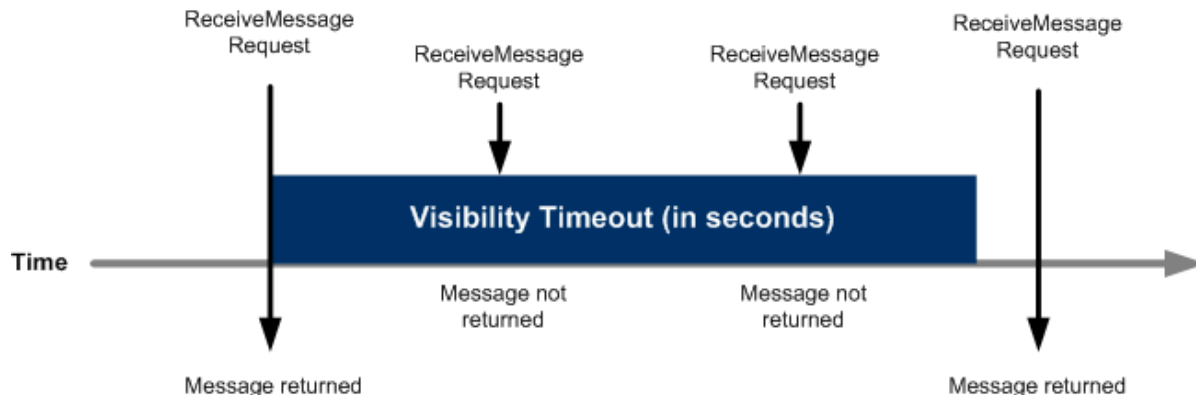 ReceiveMessage
Request
ReceiveMessage
Request
ReceiveMessage
Request
ReceiveMessage
Request
Visibility Timeout (in seconds)
Time
Message not
returned
Message not
returned
Message returned
Message returned